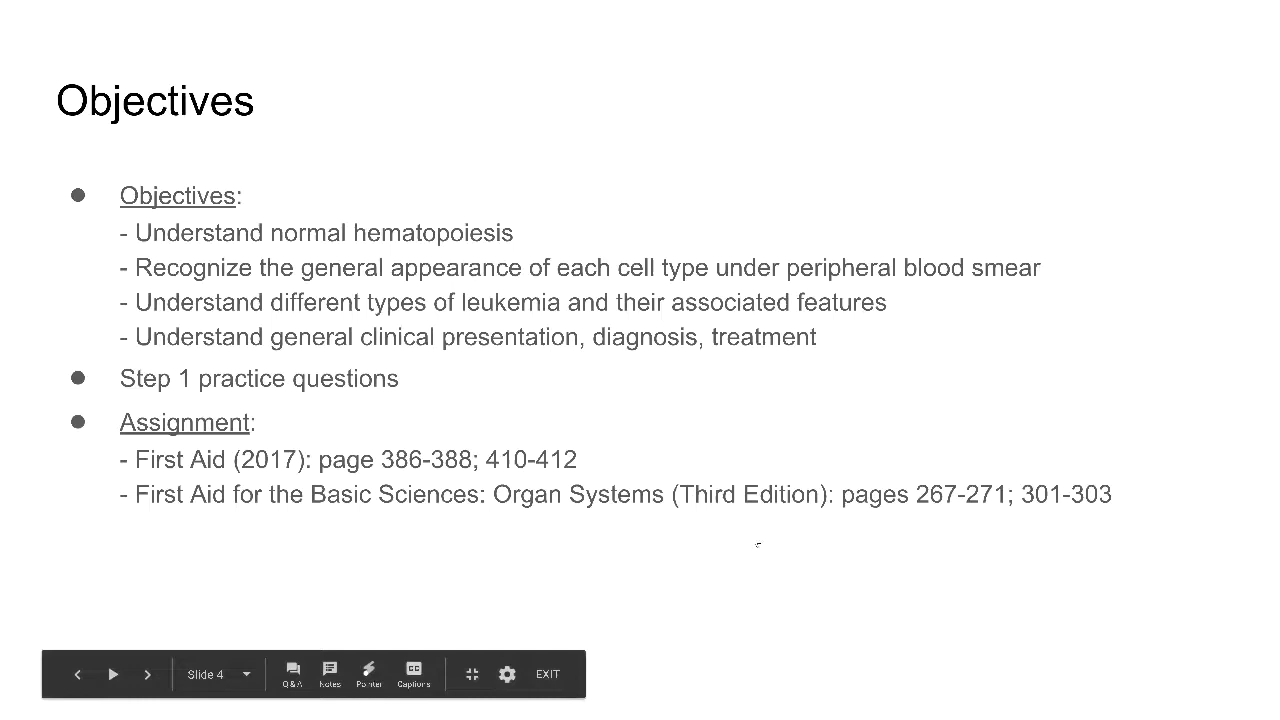 Objectives
● Objectives:
- Understand normal hematopoiesis
- Recognize the general appearance of each cell type under peripheral blood smear
- Understand different types of leukemia and their associated features
- Understand general clinical presentation, diagnosis, treatment
● Step 1 practice questions
● Assignment:
- First Aid (2017): page 386-388; 410-412
- First Aid for the Basic Sciences: Organ Systems (Third Edition): pages 267-271; 301-303
Slide 4
Q & A Notes Pointer Captions
CC
EXIT